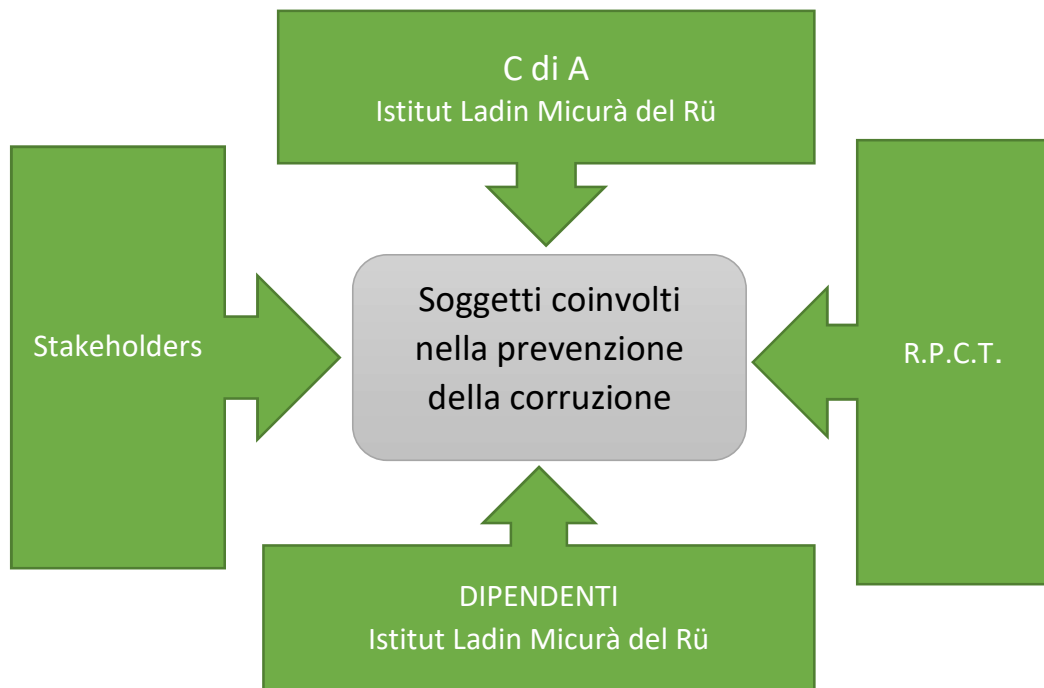 C di A
Istitut Ladin Micurà del Rü
Stakeholders
Soggetti coinvolti
nella prevenzione
della corruzione
R.P.C.T.
DIPENDENTI
Istitut Ladin Micurà del Rü